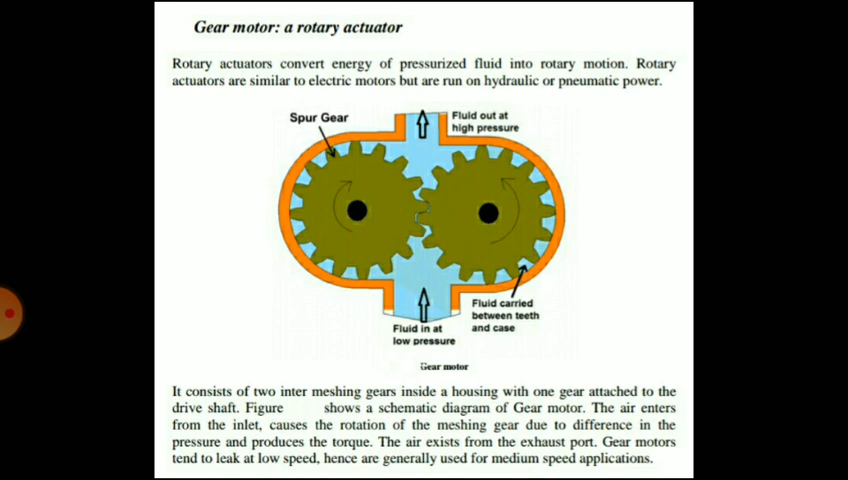 Gear motor: a rotary actuator
Rotary actuators convert energy of pressurized fluid into rotary motion. Rotary
actuators are similar to electric motors but are run on hydraulic or pneumatic power.
Spur Gear
Fluid out at
high pressure
Fluid carried
between teeth
and case
Fluid in at
low pressure
Gear motor
It consists of two inter meshing gears inside a housing with one gear attached to the
drive shaft. Figure shows a schematic diagram of Gear motor. The air enters
from the inlet, causes the rotation of the meshing gear due to difference in the
pressure and produces the torque. The air exists from the exhaust port. Gear motors
tend to leak at low speed, hence are generally used for medium speed applications.